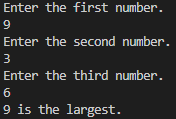 Enter the first number.
9
Enter the second number.
3
Enter the third number.
6
9 is the largest.